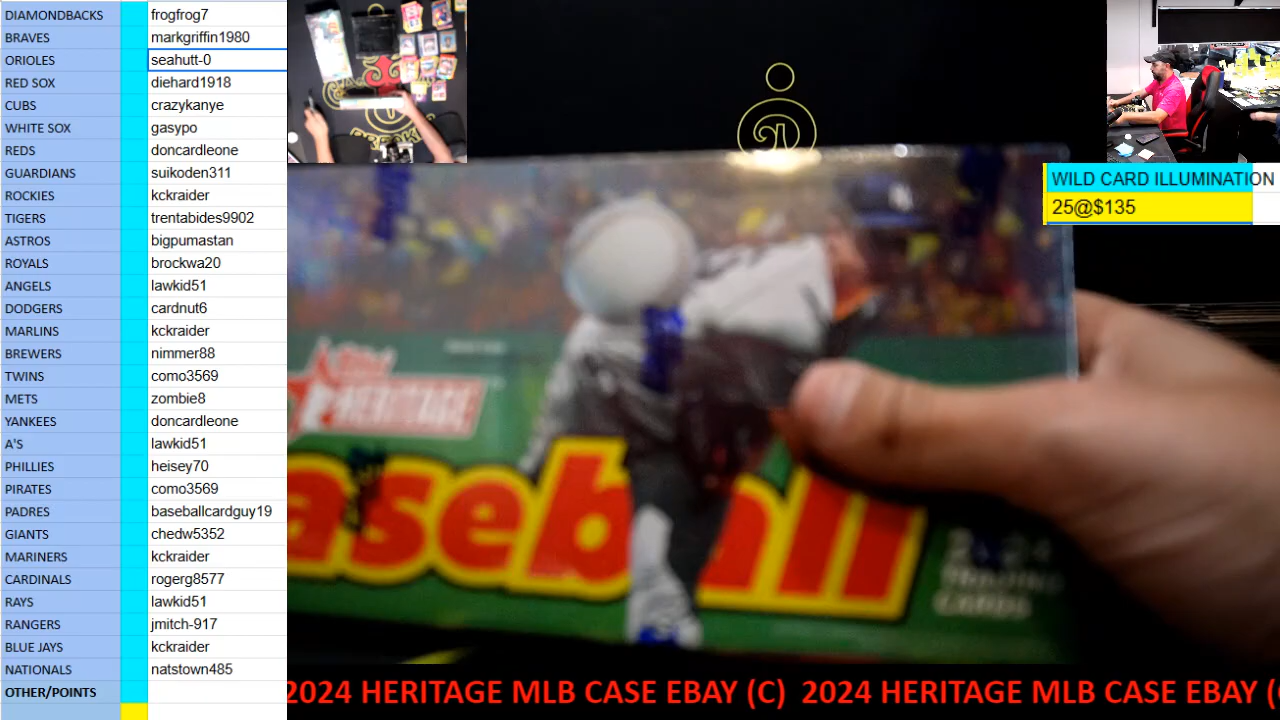 DIAMONDBACKS frogfrog7
BRAVES markgriffin1980
ORIOLES seahutt-0
RED SOX diehard1918
CUBS crazykanye
WHITE SOX gasypo
REDS doncardleone
GUARDIANS suikoden311
ROCKIES kckraider
TIGERS trentabides9902
ASTROS bigpumastan
ROYALS brockwa20
ANGELS lawkid51
DODGERS cardnut6
MARLINS kckraider
BREWERS nimmer88
TWINS como3569
METS zombie8
YANKEES doncardleone
A'S lawkid51
PHILLIES heisey70
PIRATES como3569
PADRES baseballcardguy19
GIANTS chedw5352
MARINERS kckraider
CARDINALS rogerg8577
RAYS lawkid51
RANGERS jmitch-917
BLUE JAYS kckraider
NATIONALS natstown485
OTHER/POINTS
WILD CARD ILLUMINATION
25@$135
HERITAGE
aseball
2024
TRADING
CARDS
2024 HERITAGE MLB CASE EBAY (C) 2024 HERITAGE MLB CASE EBAY (